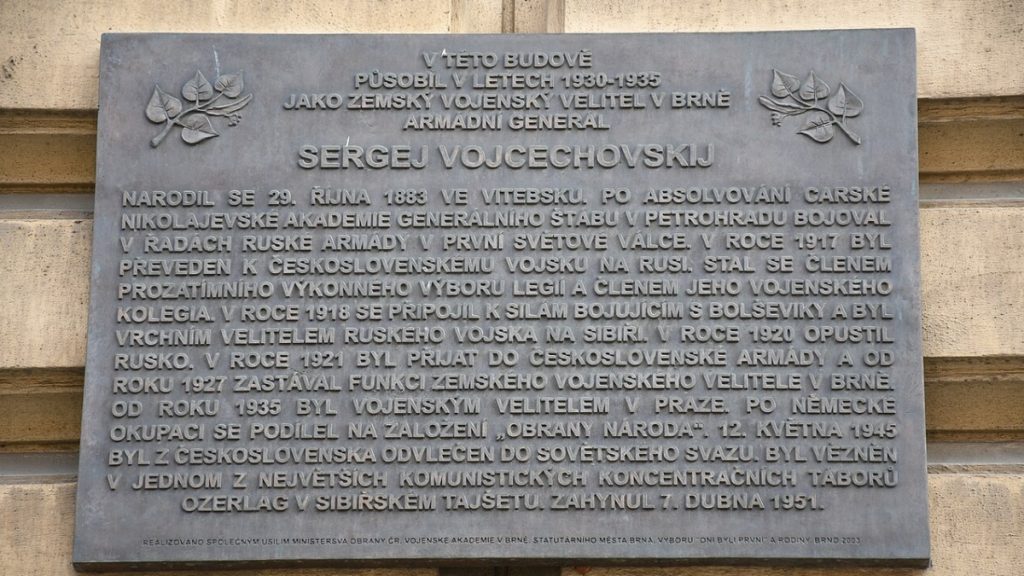 V TÉTO BUDOVĚ
PŮSOBIL V LETECH 1930-1935
JAKO ZEMSKÝ VOJENSKÝ VELITEL V BRNĚ
ARMÁDNÍ GENERÁL
SERGEJ VOJCECHOVSKIJ
NARODIL SE 29. ŘÍJNA 1883 VE VITEBSKU. PO ABSOLVOVÁNÍ CARSKÉ
NIKOLAJEVSKÉ AKADEMIE GENERÁLNÍHO ŠTÁBU V PETROHRADU BOJOVAL
V ŘADÁCH RUSKÉ ARMÁDY V PRVNÍ SVĚTOVÉ VÁLCE. V ROCE 1917 BYL
PŘEVEDEN K ČESKOSLOVENSKÉMU VOJSKU NA RUSI. STAL SE ČLENEM
PROZATÍMNÍHO VÝKONNÉHO VÝBORU LEGIÍ A ČLENEM JEHO VOJENSKÉHO
KOLEGIA. V ROCE 1918 SE PŘIPOJIL K SILÁM BOJUJÍCÍM S BOLŠEVIKY A BYL
VRCHNÍM VELITELEM RUSKÉHO VOJSKA NA SIBIŘI. V ROCE 1920 OPUSTIL
RUSKO. V ROCE 1921 BYL PŘIJAT DO ČESKOSLOVENSKÉ ARMÁDY A OD
ROKU 1927 ZASTÁVAL FUNKCI ZEMSKÉHO VOJENSKÉHO VELITELE V BRNĚ.
OD ROKU 1935 BYL VOJENSKÝM VELITELEM V PRAZE. PO NĚMECKÉ
OKUPACI SE PODÍLEL NA ZALOŽENÍ „OBRANY NÁRODA“. 12. KVĚTNA 1945
BYL Z ČESKOSLOVENSKA ODVLEČEN DO SOVĚTSKÉHO SVAZU. BYL VĚZNĚN
V JEDNOM Z NEJVĚTŠÍCH KOMUNISTICKÝCH KONCENTRAČNÍCH TÁBORŮ
OZERLAG V SIBIŘSKÉM TAJŠETU. ZAHYNUL 7. DUBNA 1951.
REALIZOVÁNO SPOLEČNÝM ÚSILÍM MINISTERSVA OBRANY ČR, VOJENSKÉ AKADEMIE V BRNĚ, STATUTÁRNÍHO MĚSTA BRNA, VÝBORU ONI BYLI PRVNÍ A RODINY, BRNO 2003